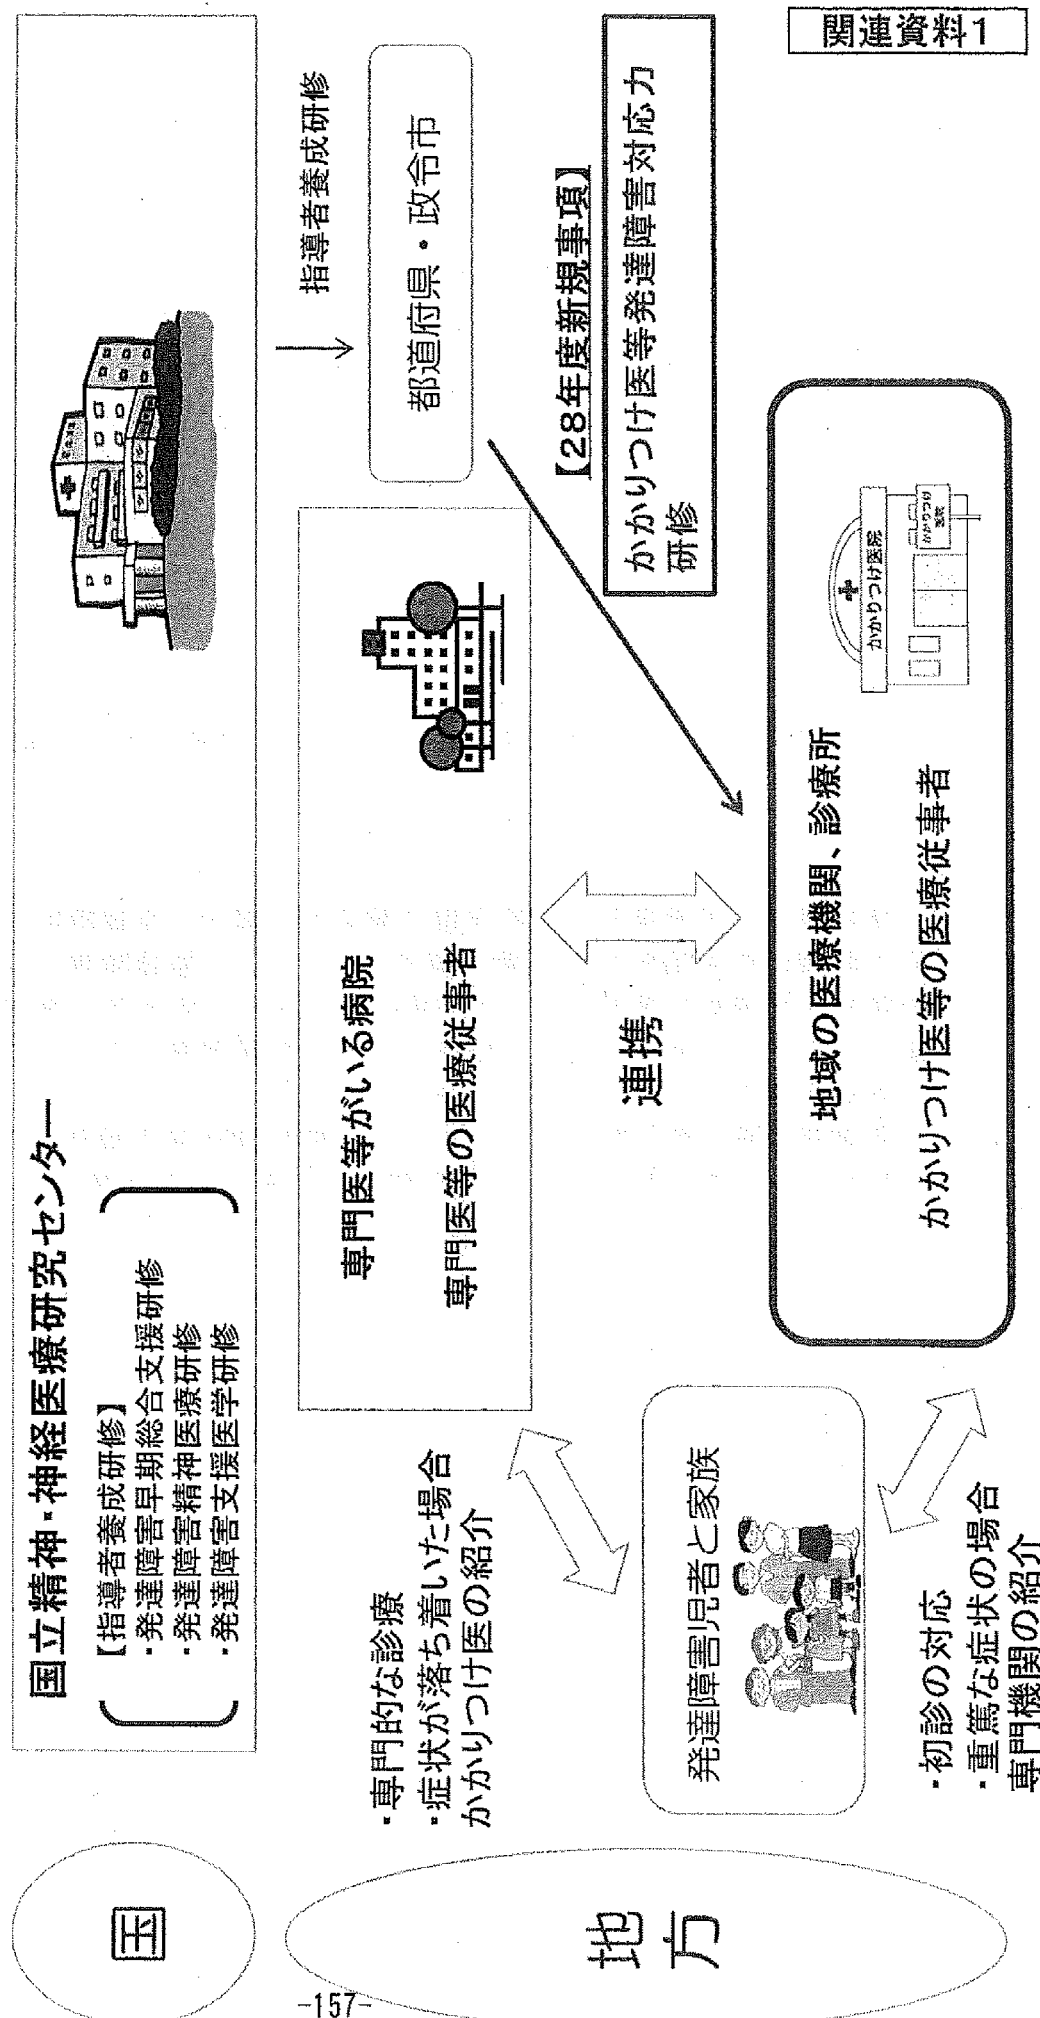 関連資料1
国
国立精神・神経医療研究センター
【指導者養成研修】
・発達障害早期総合支援研修
・発達障害精神医療研修
・発達障害支援医学研修
指導者養成研修
地方
都道府県・政令市
専門医等がいる病院
専門医等の医療従事者
・専門的な診療
・症状が落ち着いた場合
かかりつけ医の紹介
【28年度新規事項】
かかりつけ医等発達障害対応力
研修
連携
発達障害児者と家族
地域の医療機関、診療所
かかりつけ医等の医療従事者
かかりつけ医院
かかりつけ
医院
・初診の対応
・重篤な症状の場合
専門機関の紹介
-157-